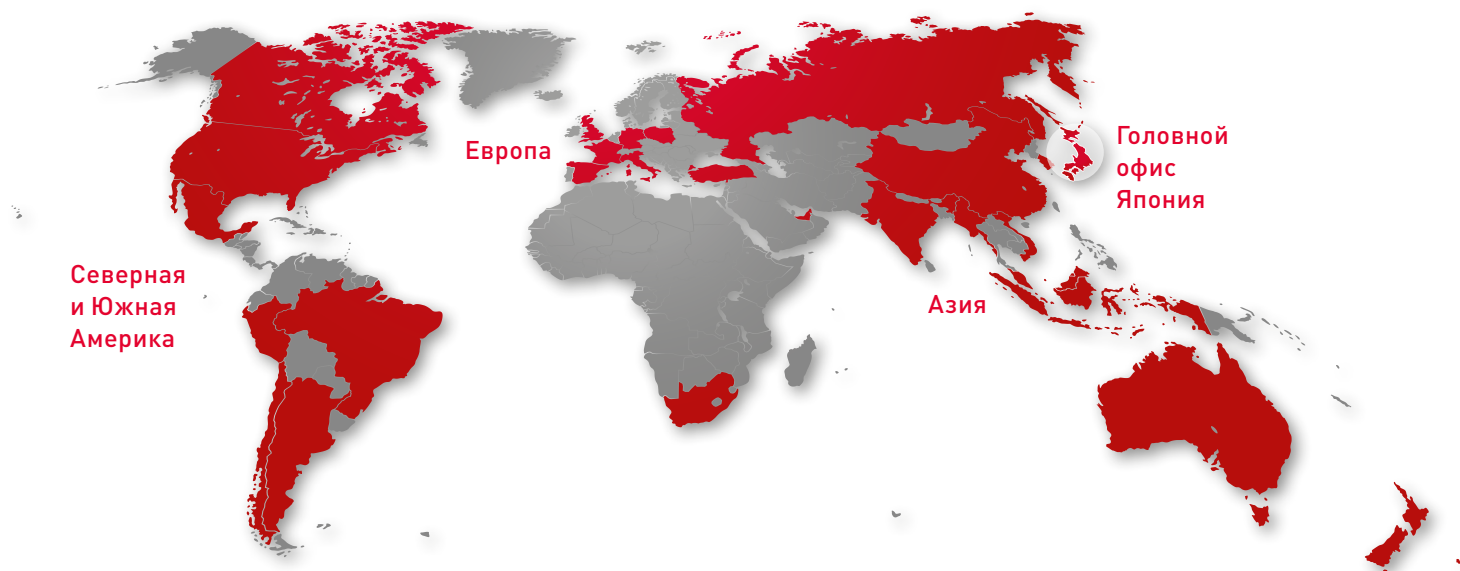 Европа
Головной
офис
Япония
Северная
и Южная
Америка
Азия